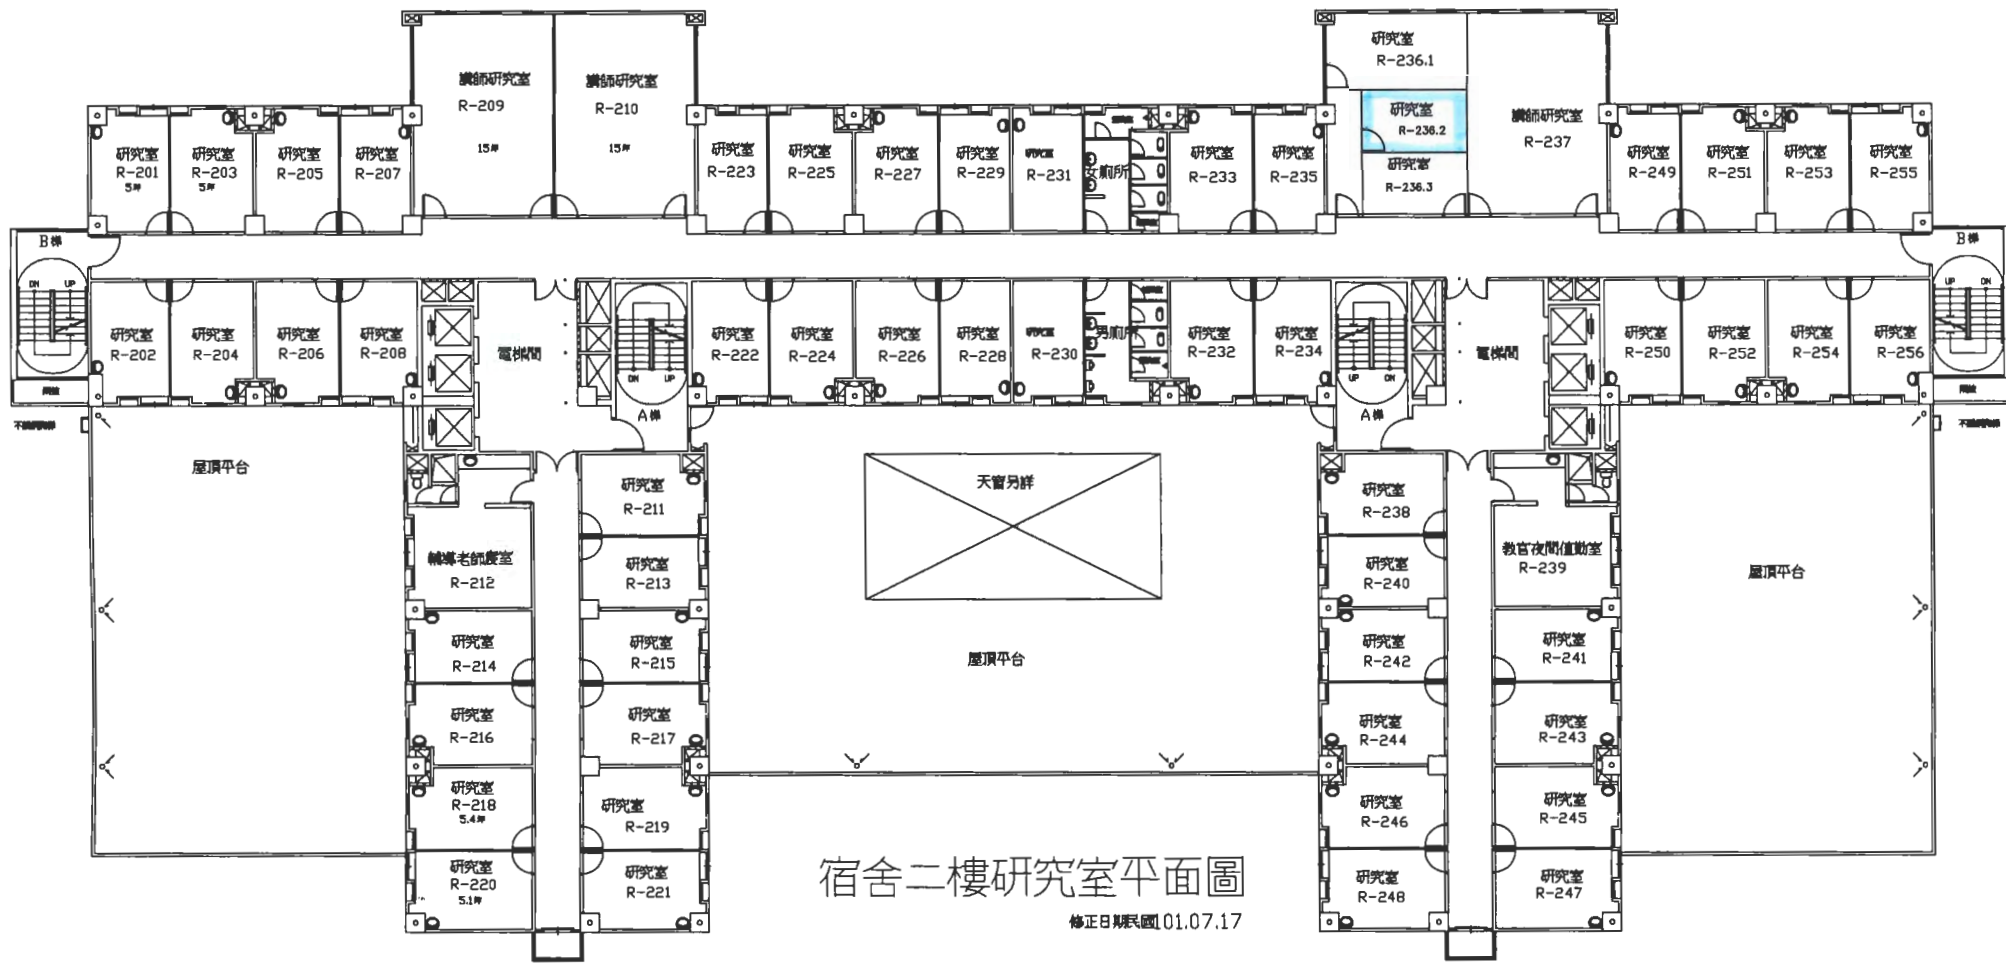 講師研究室
R-209
15坪
講師研究室
R-210
15坪
研究室
R-236.1
研究室
R-236.2
研究室
R-236.3
講師研究室
R-237
研究室
R-201
5坪
研究室
R-203
5坪
研究室
R-205
研究室
R-207
研究室
R-223
研究室
R-225
研究室
R-227
研究室
R-229
研究室
R-231
女廁所
研究室
R-233
研究室
R-235
研究室
R-249
研究室
R-251
研究室
R-253
研究室
R-255
B梯
DN UP
B梯
UP DN
研究室
R-202
研究室
R-204
研究室
R-206
研究室
R-208
電梯間
DN UP
A梯
研究室
R-222
研究室
R-224
研究室
R-226
研究室
R-228
研究室
R-230
男廁所
研究室
R-232
研究室
R-234
UP DN
A梯
電梯間
研究室
R-250
研究室
R-252
研究室
R-254
研究室
R-256
屋頂平台
研究室
R-211
天窗另詳
研究室
R-238
輔導老師寢室
R-212
研究室
R-213
研究室
R-240
教官夜間值勤室
R-239
屋頂平台
研究室
R-214
研究室
R-215
屋頂平台
研究室
R-242
研究室
R-241
研究室
R-216
研究室
R-217
研究室
R-244
研究室
R-243
研究室
R-218
5.4坪
研究室
R-219
研究室
R-246
研究室
R-245
研究室
R-220
5.1坪
研究室
R-221
研究室
R-248
研究室
R-247
宿舍二樓研究室平面圖
修正日期民國101.07.17